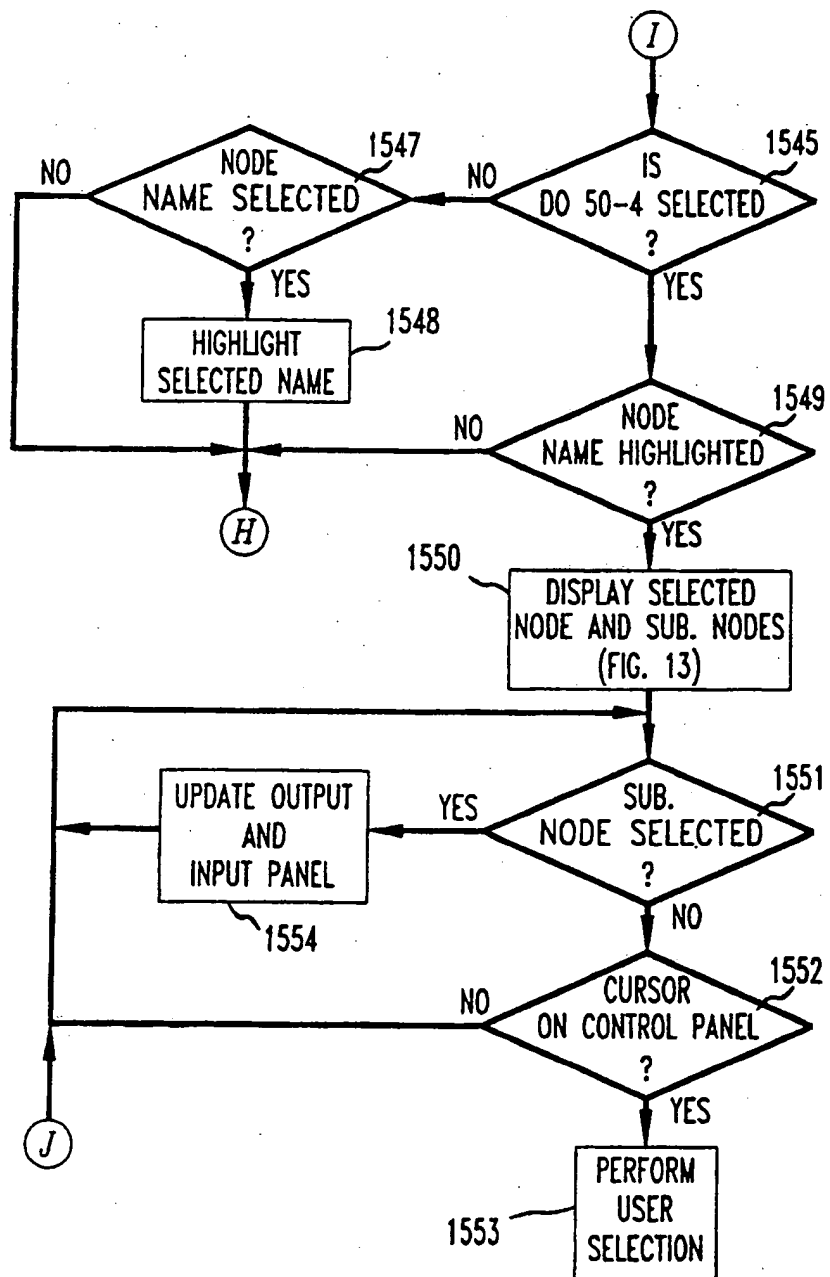 I
1545
IS
DO 50-4 SELECTED
?
NO
YES
1547
NODE
NAME SELECTED
?
NO
YES
1548
HIGHLIGHT
SELECTED NAME
H
1549
NODE
NAME HIGHLIGHTED
?
NO
YES
1550
DISPLAY SELECTED
NODE AND SUB. NODES
(FIG. 13)
1551
SUB.
NODE SELECTED
?
YES
NO
UPDATE OUTPUT
AND
INPUT PANEL
1554
1552
CURSOR
ON CONTROL PANEL
?
NO
YES
J
PERFORM
USER
SELECTION
1553